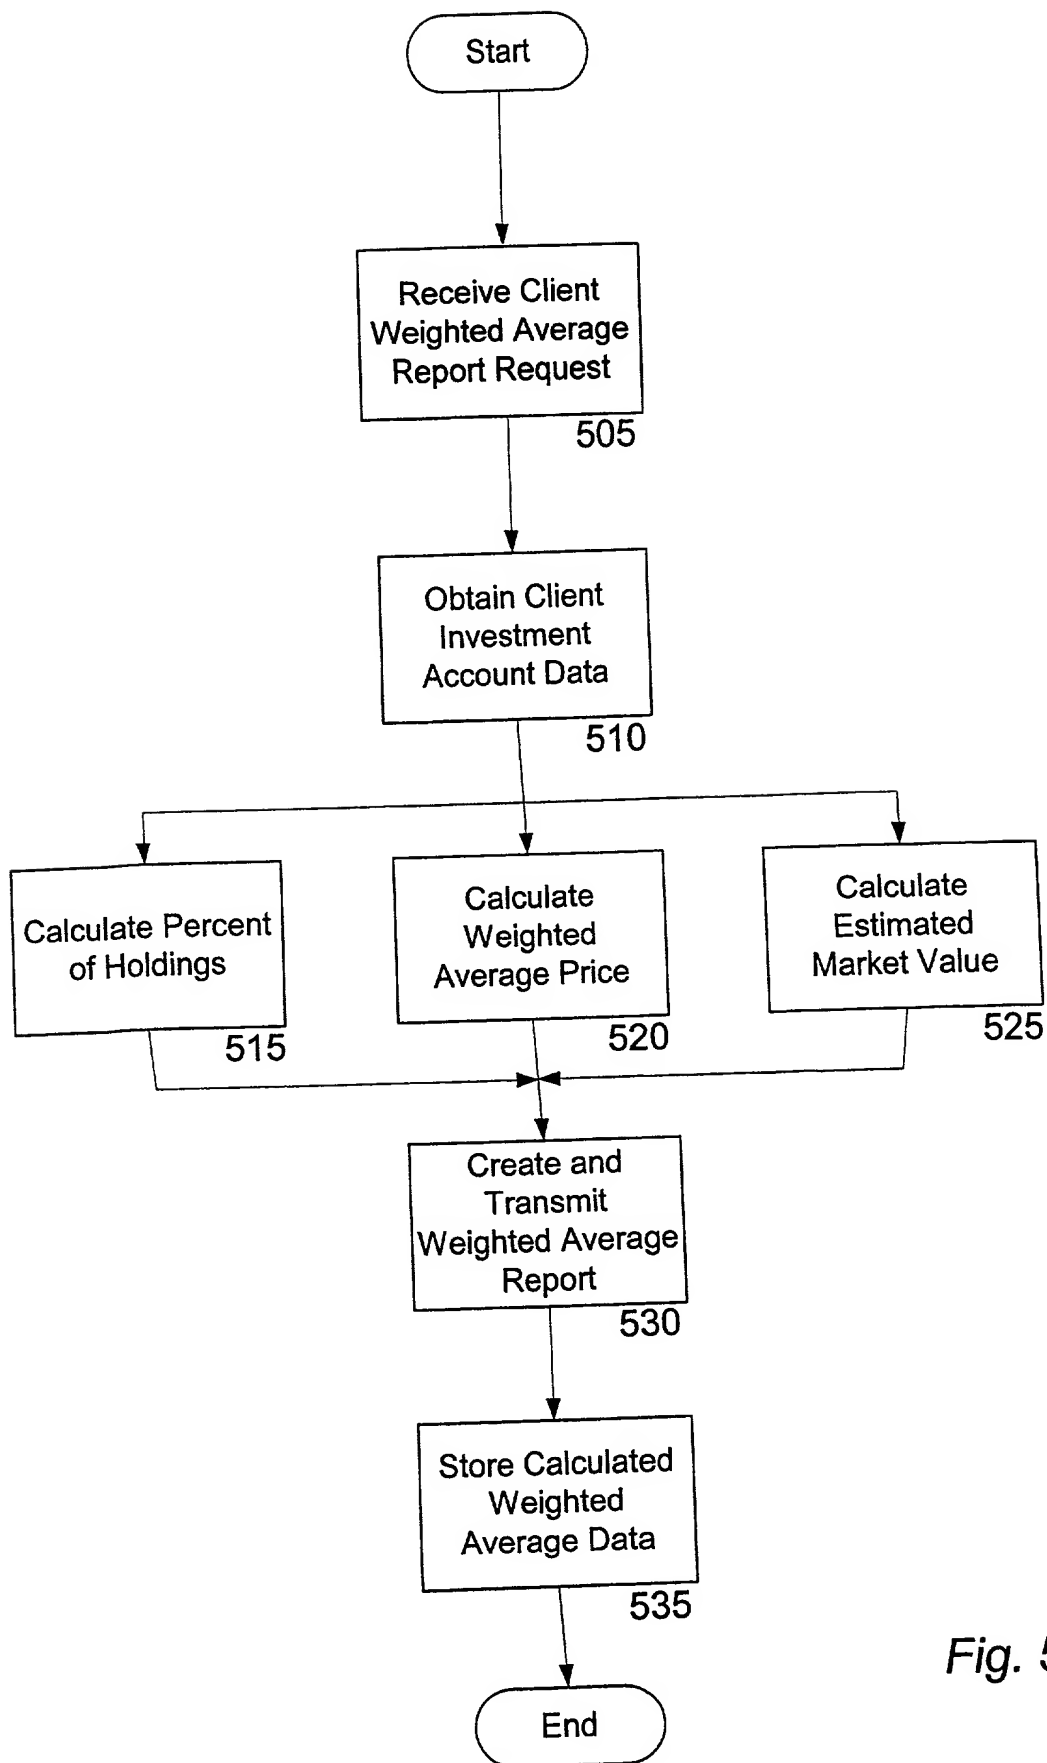 Start
Receive Client
Weighted Average
Report Request
505
Obtain Client
Investment
Account Data
510
Calculate Percent
of Holdings
515
Calculate
Weighted
Average Price
520
Calculate
Estimated
Market Value
525
Create and
Transmit
Weighted Average
Report
530
Store Calculated
Weighted
Average Data
535
Fig. 5
End